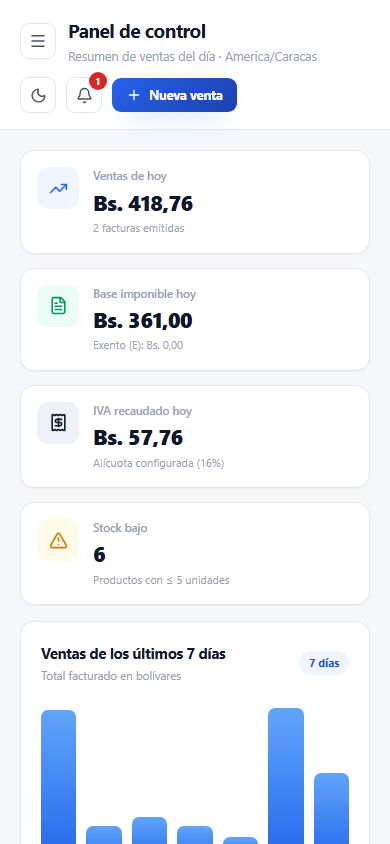 Panel de control
Resumen de ventas del día · America/Caracas
1
Nueva venta
Ventas de hoy
Bs. 418,76
2 facturas emitidas
Base imponible hoy
Bs. 361,00
Exento (E): Bs. 0,00
IVA recaudado hoy
Bs. 57,76
Alícuota configurada (16%)
Stock bajo
6
Productos con ≤ 5 unidades
Ventas de los últimos 7 días
7 días
Total facturado en bolívares